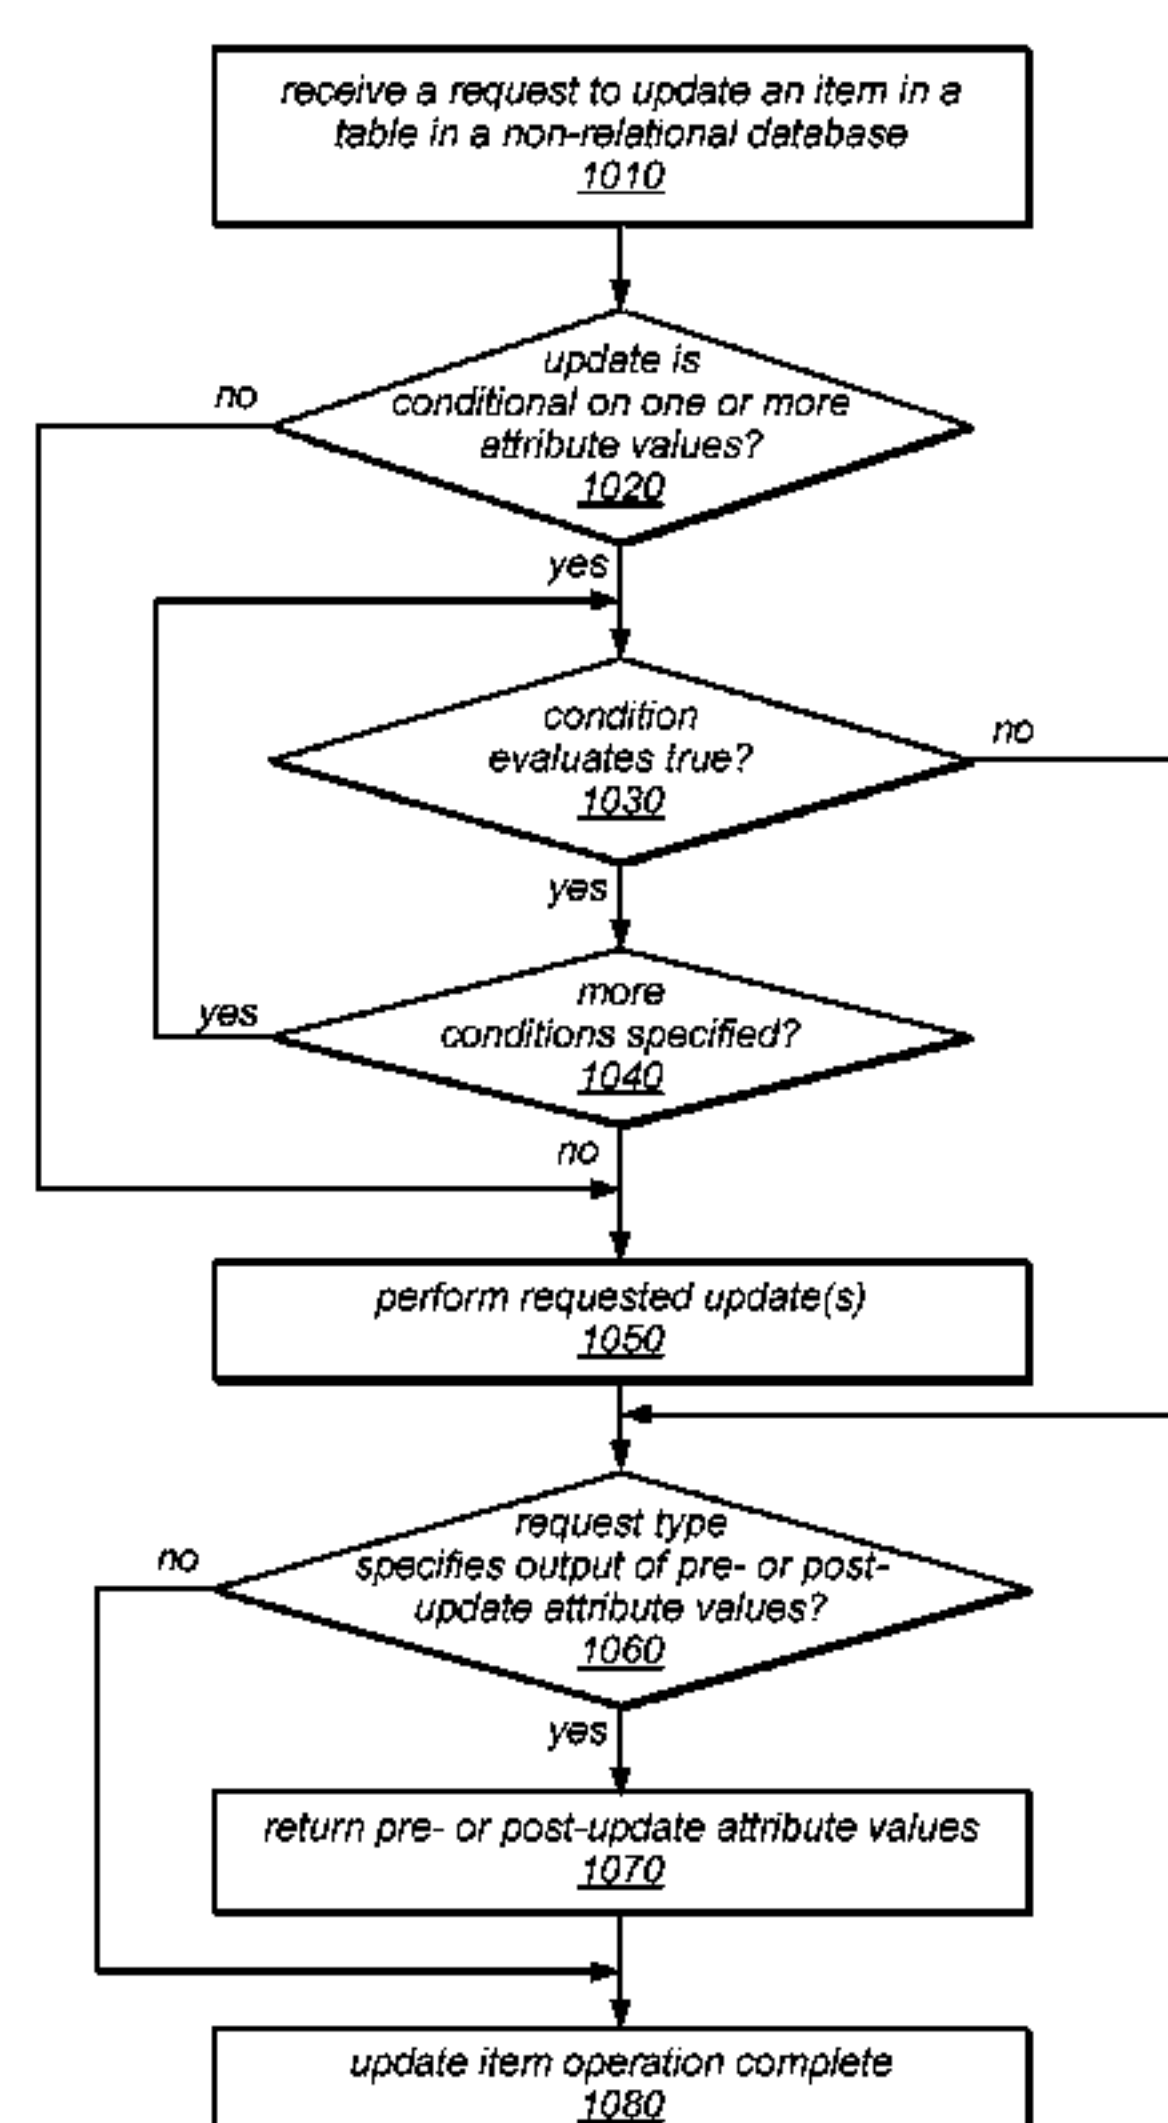 receive a request to update an item in a
table in a non-relational database
1010
update is
conditional on one or more
attribute values?
1020
no
yes
condition
evaluates true?
1030
no
yes
more
conditions specified?
1040
yes
no
perform requested update(s)
1050
request type
specifies output of pre- or post-
update attribute values?
1060
no
yes
return pre- or post-update attribute values
1070
update item operation complete
1080